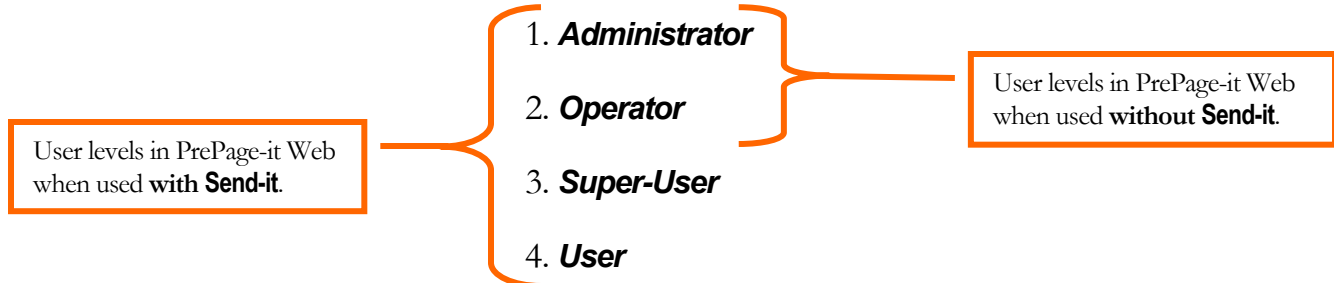 User levels in PrePage-it Web
when used with Send-it.
1. Administrator
2. Operator
3. Super-User
4. User
User levels in PrePage-it Web
when used without Send-it.